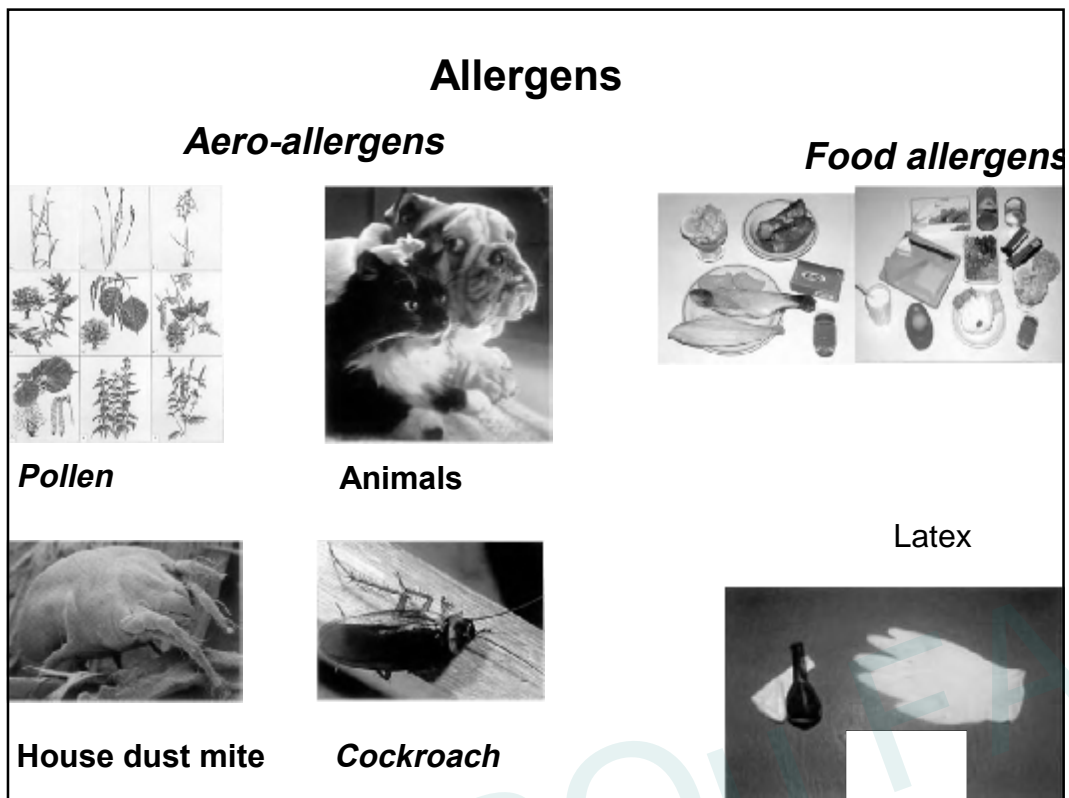 Allergens
Aero-allergens
Food allergens
Pollen
Animals
Latex
House dust mite
Cockroach